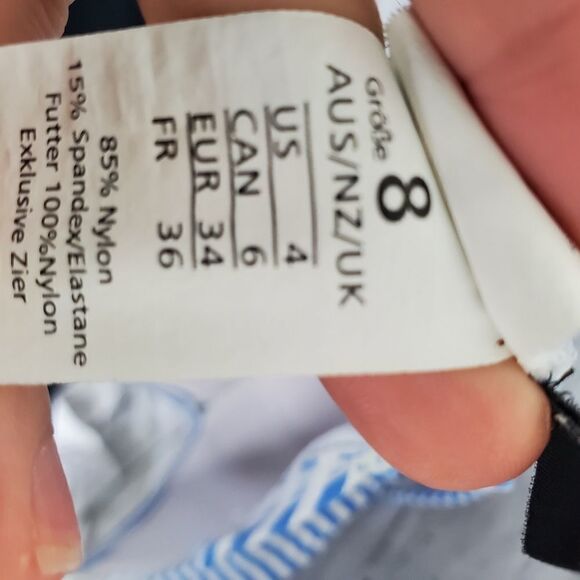 Größe 8
AUS/NZ/UK
US 4
CAN 6
EUR 34
FR 36
85% Nylon
15% Spandex/Elastane
Futter 100%Nylon
Exklusive Zier